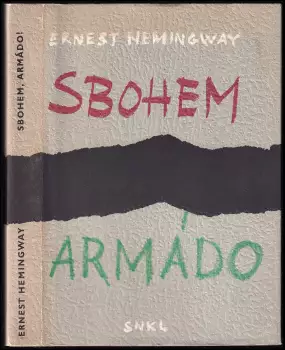 ERNEST HEMINGWAY
SBOHEM, ARMÁDO!
ERNEST HEMINGWAY
SBOHEM
ARMÁDO
SNKL